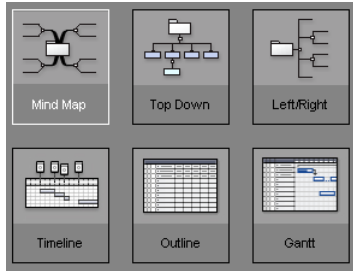 Mind Map
Top Down
Left/Right
Timeline
Outline
Gantt